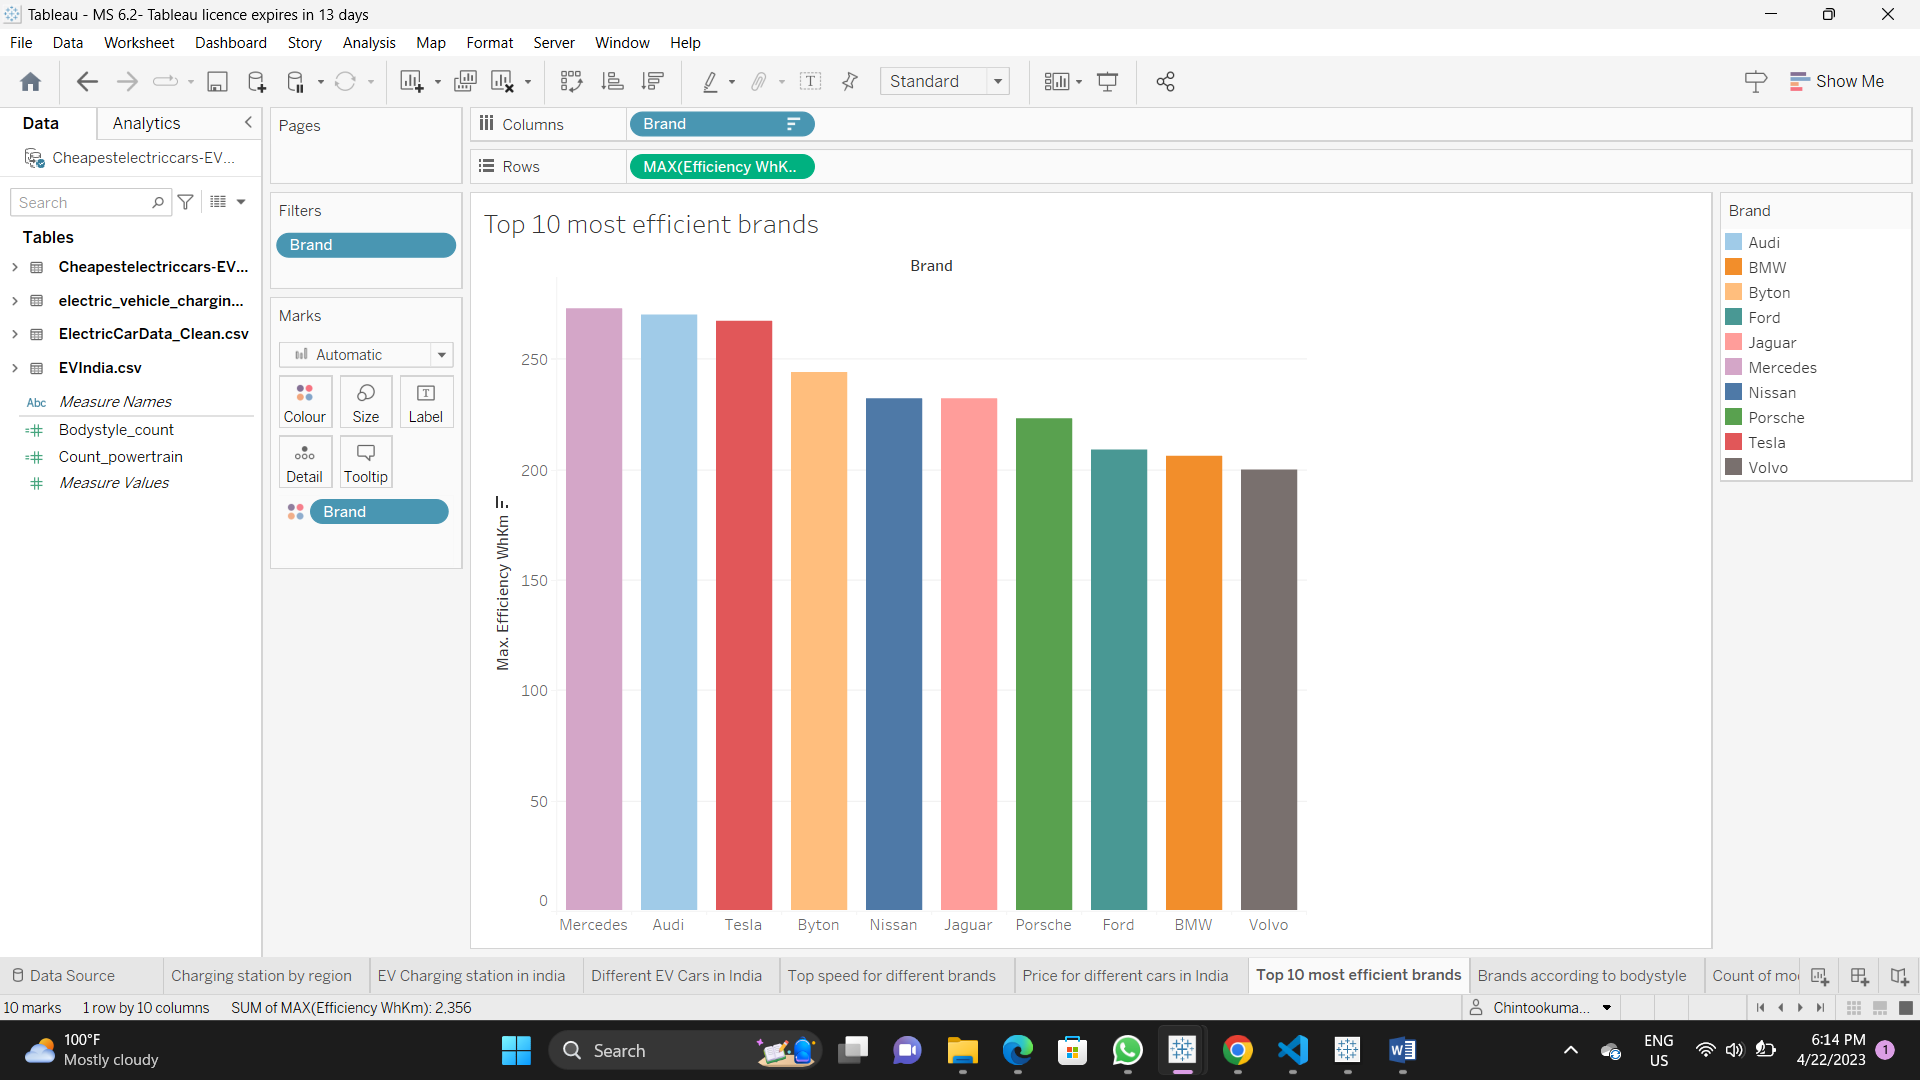 Tableau - MS 6.2- Tableau licence expires in 13 days
File Data Worksheet Dashboard Story Analysis Map Format Server Window Help
Standard
Show Me
Data Analytics
Cheapestelectriccars-EV...
Search
Tables
Cheapestelectriccars-EV...
electric_vehicle_chargin...
ElectricCarData_Clean.csv
EVIndia.csv
Abc Measure Names
Bodystyle_count
Count_powertrain
Measure Values
Pages
Filters
Brand
Marks
Automatic
Colour Size Label
Detail Tooltip
Brand
Columns Brand
Rows MAX(Efficiency WhK..
Top 10 most efficient brands
Brand
Max. Efficiency WhKm
250
200
150
100
50
0
Mercedes Audi Tesla Byton Nissan Jaguar Porsche Ford BMW Volvo
Brand
Audi
BMW
Byton
Ford
Jaguar
Mercedes
Nissan
Porsche
Tesla
Volvo
Data Source Charging station by region EV Charging station in india Different EV Cars in India Top speed for different brands Price for different cars in India Top 10 most efficient brands Brands according to bodystyle Count of mo
10 marks 1 row by 10 columns SUM of MAX(Efficiency WhKm): 2,356 Chintookuma...
100°F
Mostly cloudy
Search
ENG
US
6:14 PM
4/22/2023
1